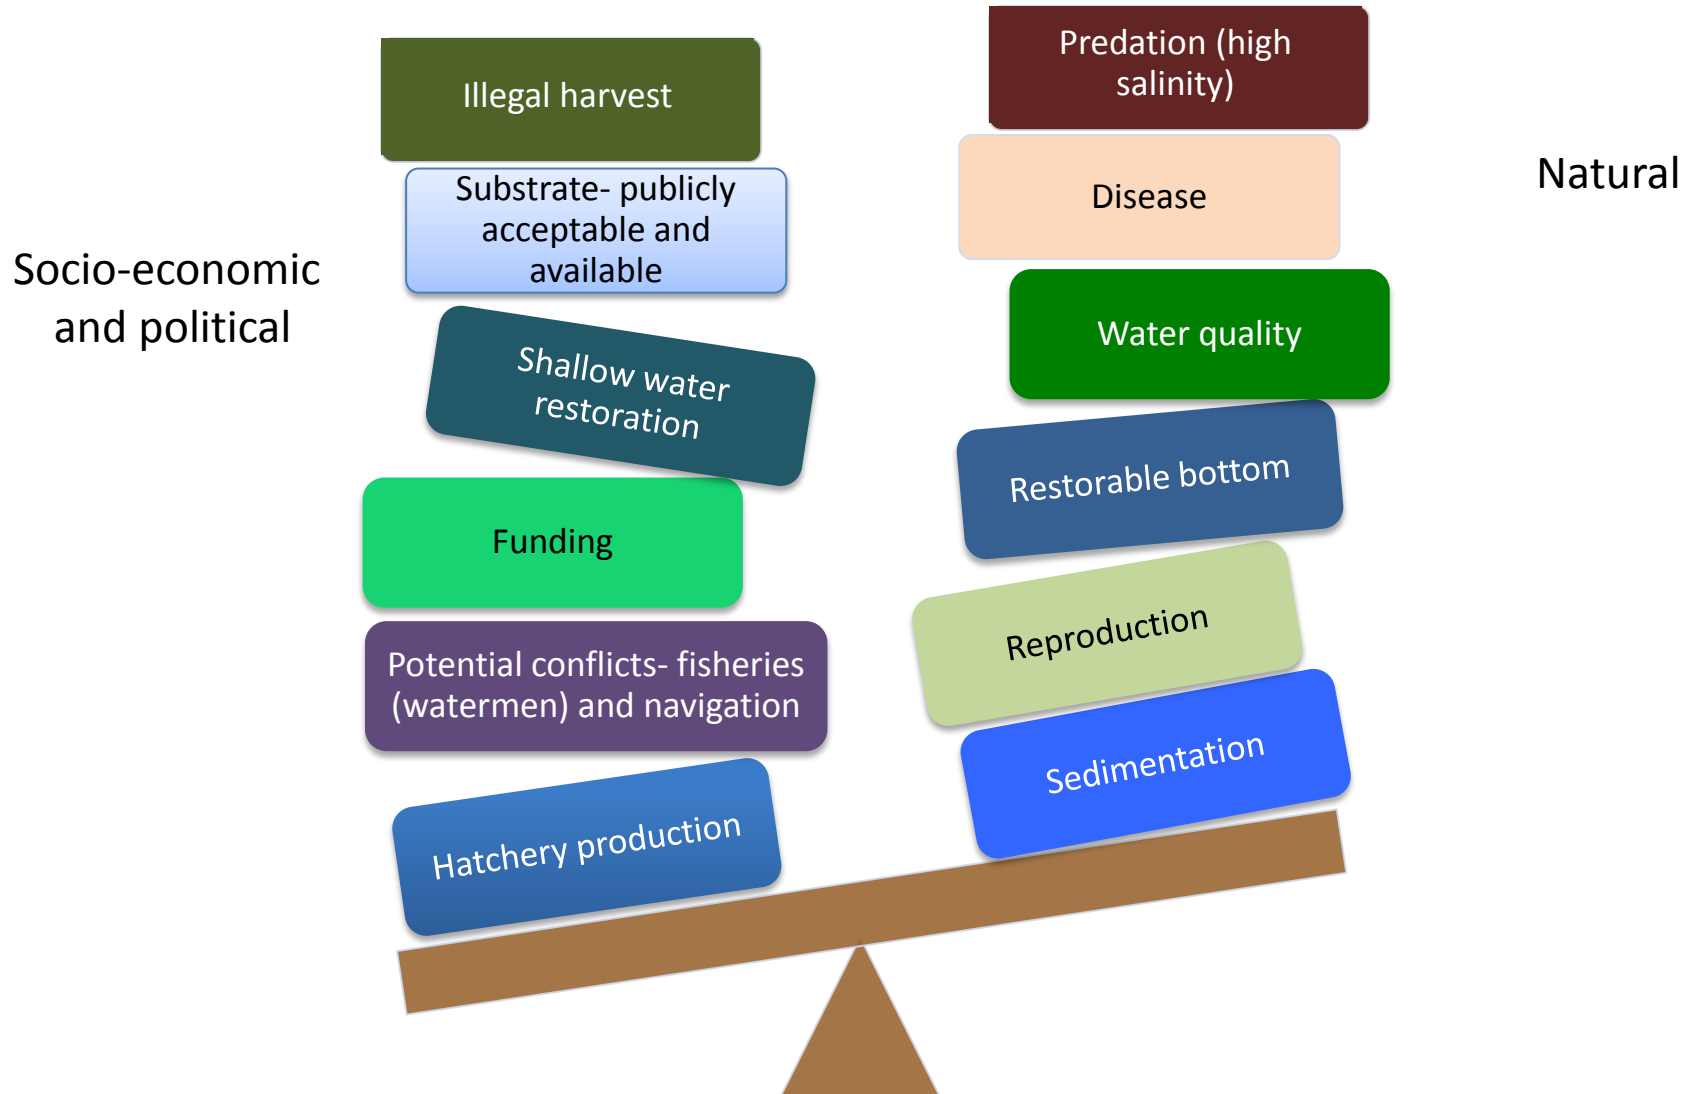 Socio-economic
and political
Illegal harvest
Substrate- publicly
acceptable and
available
Shallow water
restoration
Funding
Potential conflicts- fisheries
(watermen) and navigation
Hatchery production
Predation (high
salinity)
Disease
Water quality
Restorable bottom
Reproduction
Sedimentation
Natural